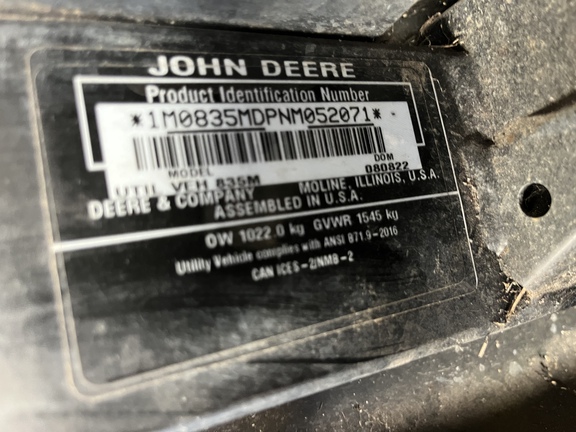 JOHN DEERE
Product Identification Number
*1M0835MDPNM052071*
MODEL DOM
UTIL VEH 835M 080822
DEERE & COMPANY MOLINE, ILLINOIS, U.S.A.
ASSEMBLED IN U.S.A.
OW 1022.0 kg GVWR 1545 kg
Utility Vehicle complies with ANSI B71.9-2016
CAN ICES-2/NMB-2